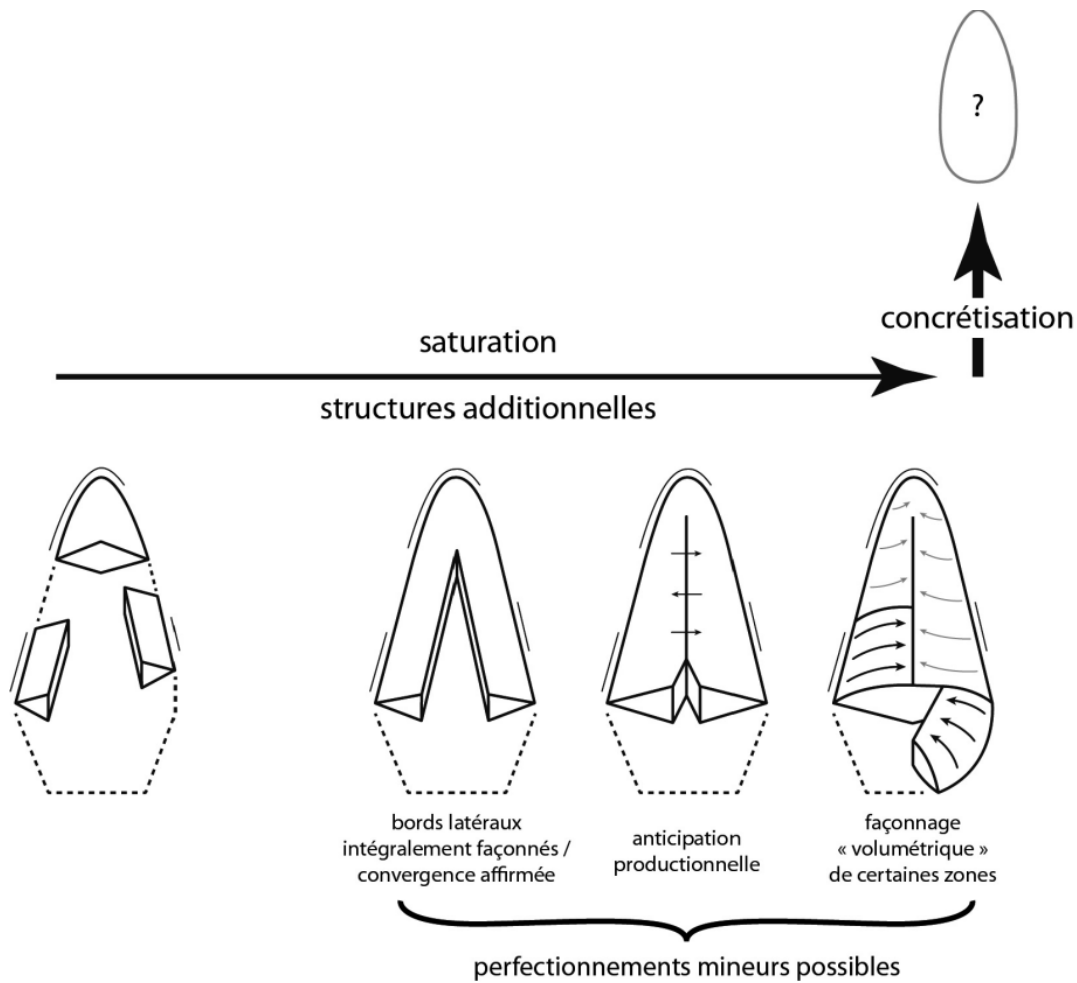 ?
concrétisation
saturation
structures additionnelles
bords latéraux
intégralement façonnés /
convergence affirmée
anticipation
productionnelle
façonnage
« volumétrique »
de certaines zones
perfectionnements mineurs possibles